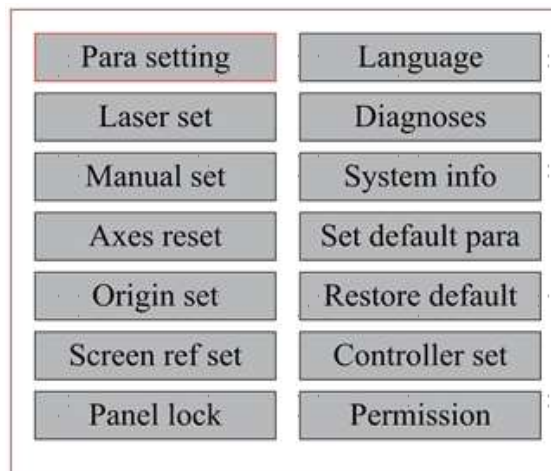 Para setting
Language
Laser set
Diagnoses
Manual set
System info
Axes reset
Set default para
Origin set
Restore default
Screen ref set
Controller set
Panel lock
Permission